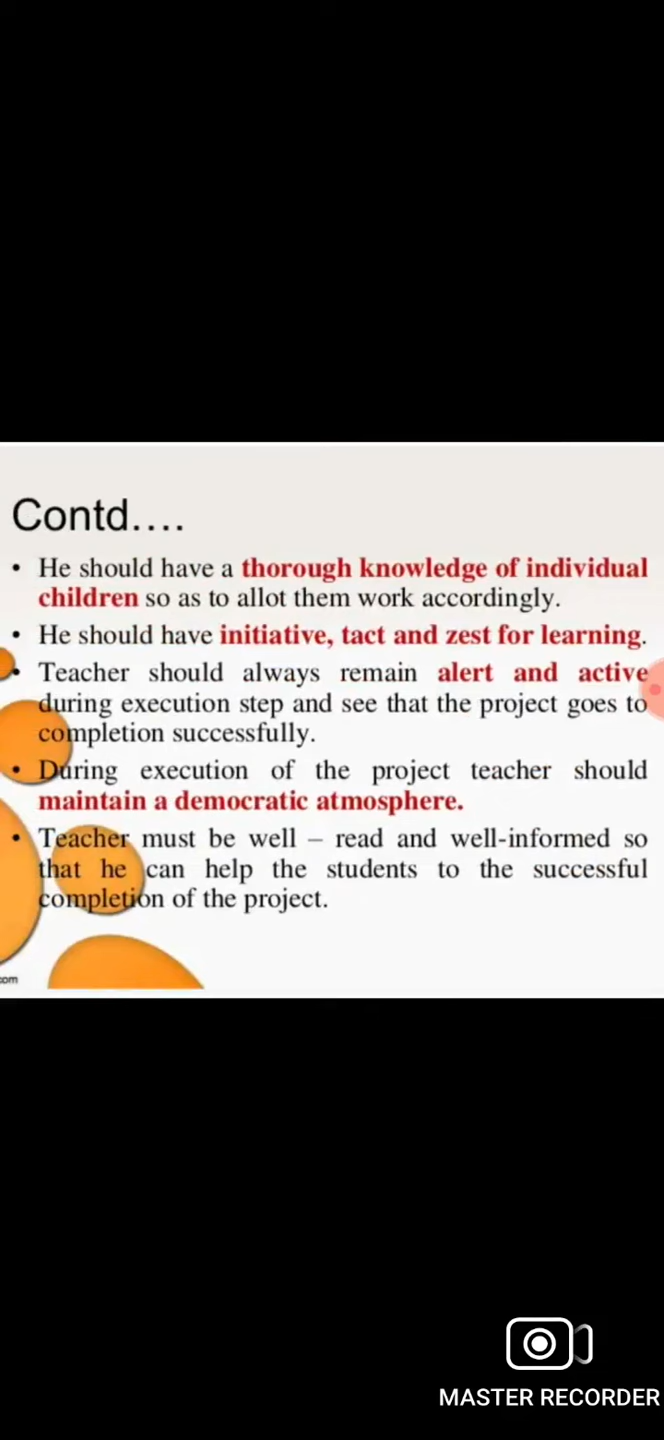 Contd....
• He should have a thorough knowledge of individual
children so as to allot them work accordingly.
• He should have initiative, tact and zest for learning.
• Teacher should always remain alert and active
during execution step and see that the project goes to
completion successfully.
• During execution of the project teacher should
maintain a democratic atmosphere.
• Teacher must be well – read and well-informed so
that he can help the students to the successful
completion of the project.
com
MASTER RECORDER